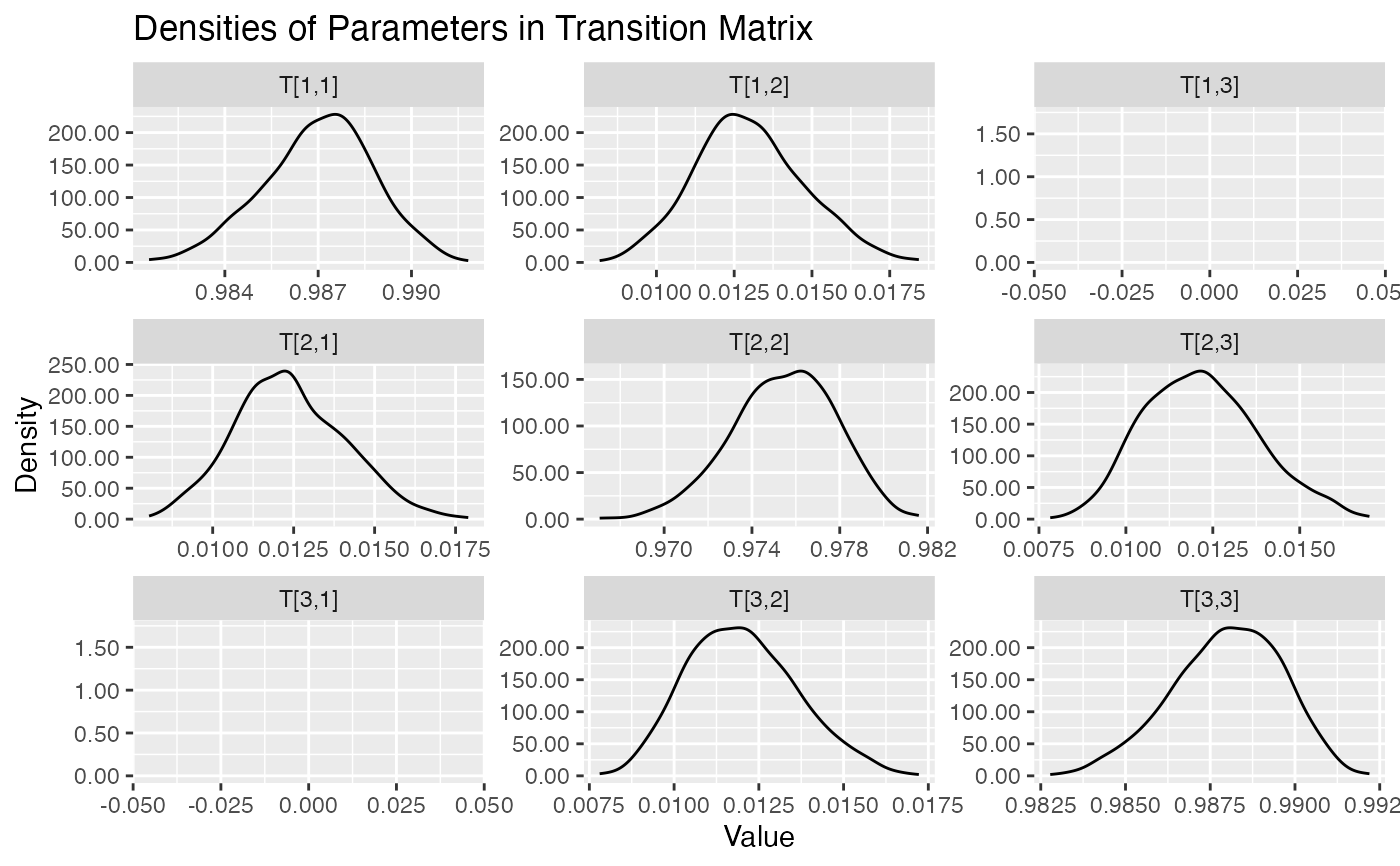 Densities of Parameters in Transition Matrix
T[1,1]
T[1,2]
T[1,3]
200.00
150.00
100.00
50.00
0.00
200.00
150.00
100.00
50.00
0.00
1.50
1.00
0.50
0.00
0.984 0.987 0.990
0.0100 0.0125 0.0150 0.0175
-0.050 -0.025 0.000 0.025 0.05
T[2,1]
T[2,2]
T[2,3]
250.00
200.00
150.00
100.00
50.00
0.00
150.00
100.00
50.00
0.00
200.00
150.00
100.00
50.00
0.00
0.0100 0.0125 0.0150 0.0175
0.970 0.974 0.978 0.982
0.0075 0.0100 0.0125 0.0150
Density
T[3,1]
T[3,2]
T[3,3]
1.50
1.00
0.50
0.00
200.00
150.00
100.00
50.00
0.00
200.00
150.00
100.00
50.00
0.00
-0.050 -0.025 0.000 0.025 0.050
0.0075 0.0100 0.0125 0.0150 0.0175
0.9825 0.9850 0.9875 0.9900 0.992
Value